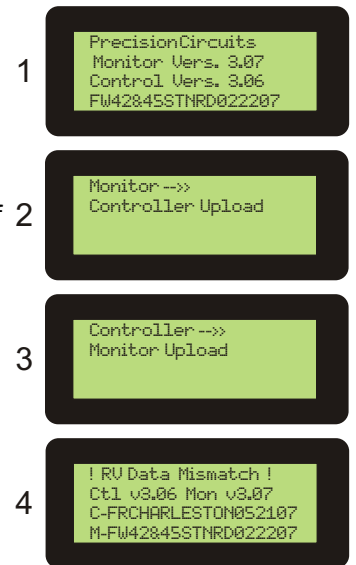 1
PrecisionCircuits
Monitor Vers. 3.07
Control Vers. 3.06
FW42&45STNRD022207
2
Monitor -->>
Controller Upload
3
Controller -->>
Monitor Upload
4
! RV Data Mismatch !
Ctl v3.06 Mon v3.07
C-FRCHARLESTON052107
M-FW42&45STNRD022207